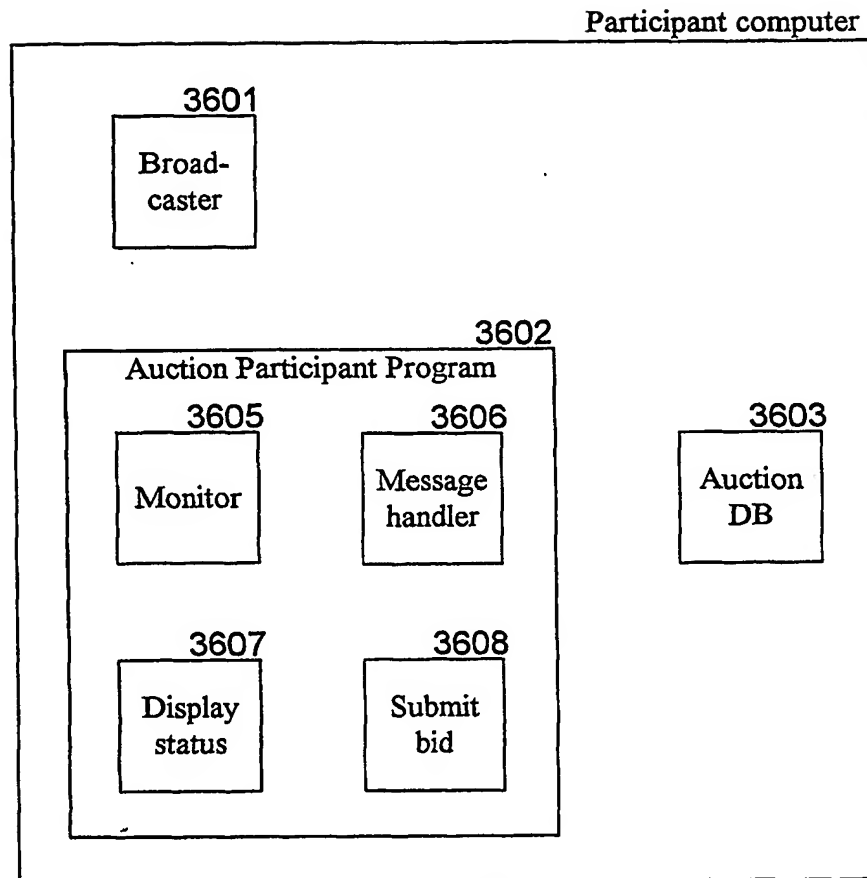 Participant computer
3601
Broad-
caster
3602
Auction Participant Program
3605
3606
3603
Monitor
Message
handler
Auction
DB
3607
3608
Display
status
Submit
bid